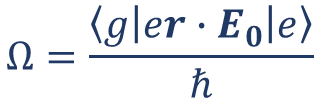 Ω = ⟨g|er · E₀|e⟩ / ħ